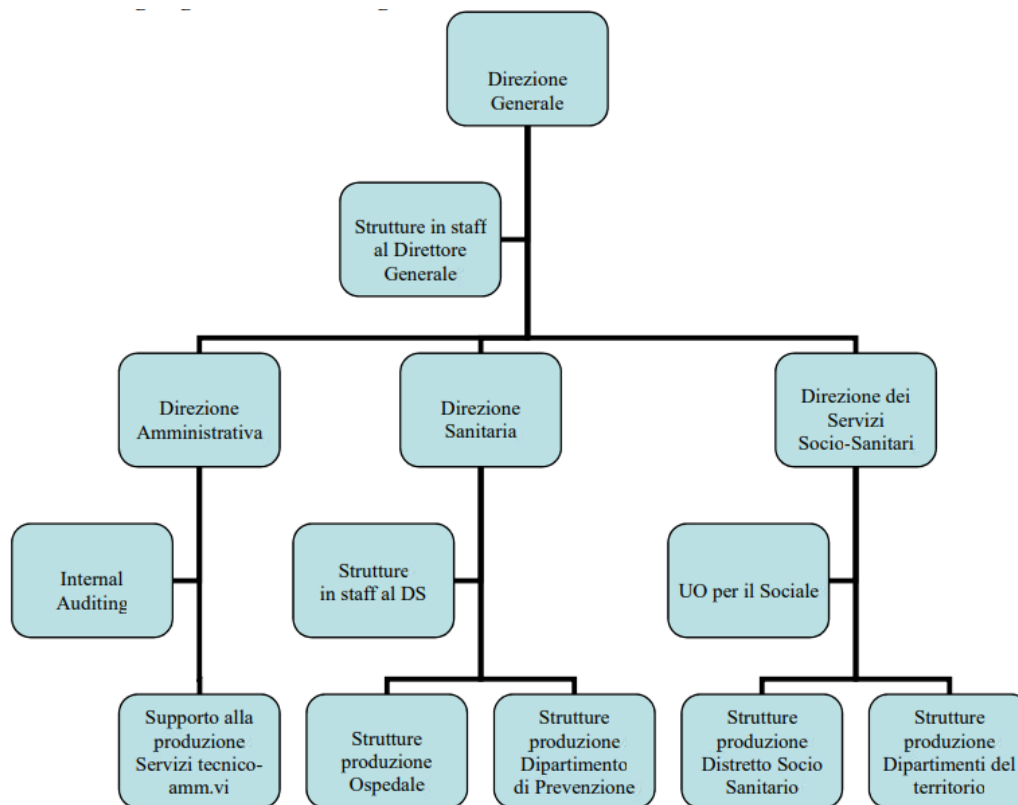 Direzione
Generale
Strutture in staff
al Direttore
Generale
Direzione
Amministrativa
Direzione
Sanitaria
Direzione dei
Servizi
Socio-Sanitari
Internal
Auditing
Strutture
in staff al DS
UO per il Sociale
Supporto alla
produzione
Servizi tecnico-
amm.vi
Strutture
produzione
Ospedale
Strutture
produzione
Dipartimento
di Prevenzione
Strutture
produzione
Distretto Socio
Sanitario
Strutture
produzione
Dipartimenti del
territorio